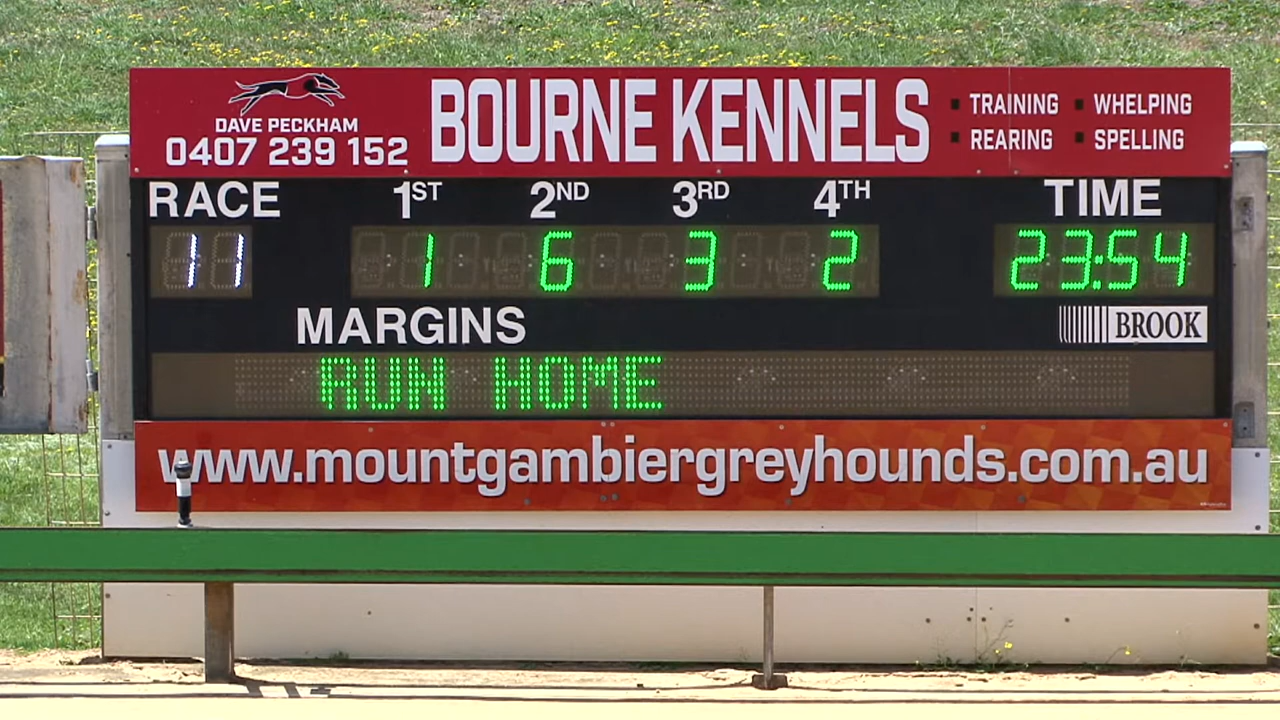 BOURNE KENNELS
DAVE PECKHAM
0407 239 152
TRAINING WHELPING
REARING SPELLING
RACE 1ST 2ND 3RD 4TH TIME
11 1 6 3 2 23:54
MARGINS
BROOK
RUN HOME
www.mountgambiergreyhounds.com.au